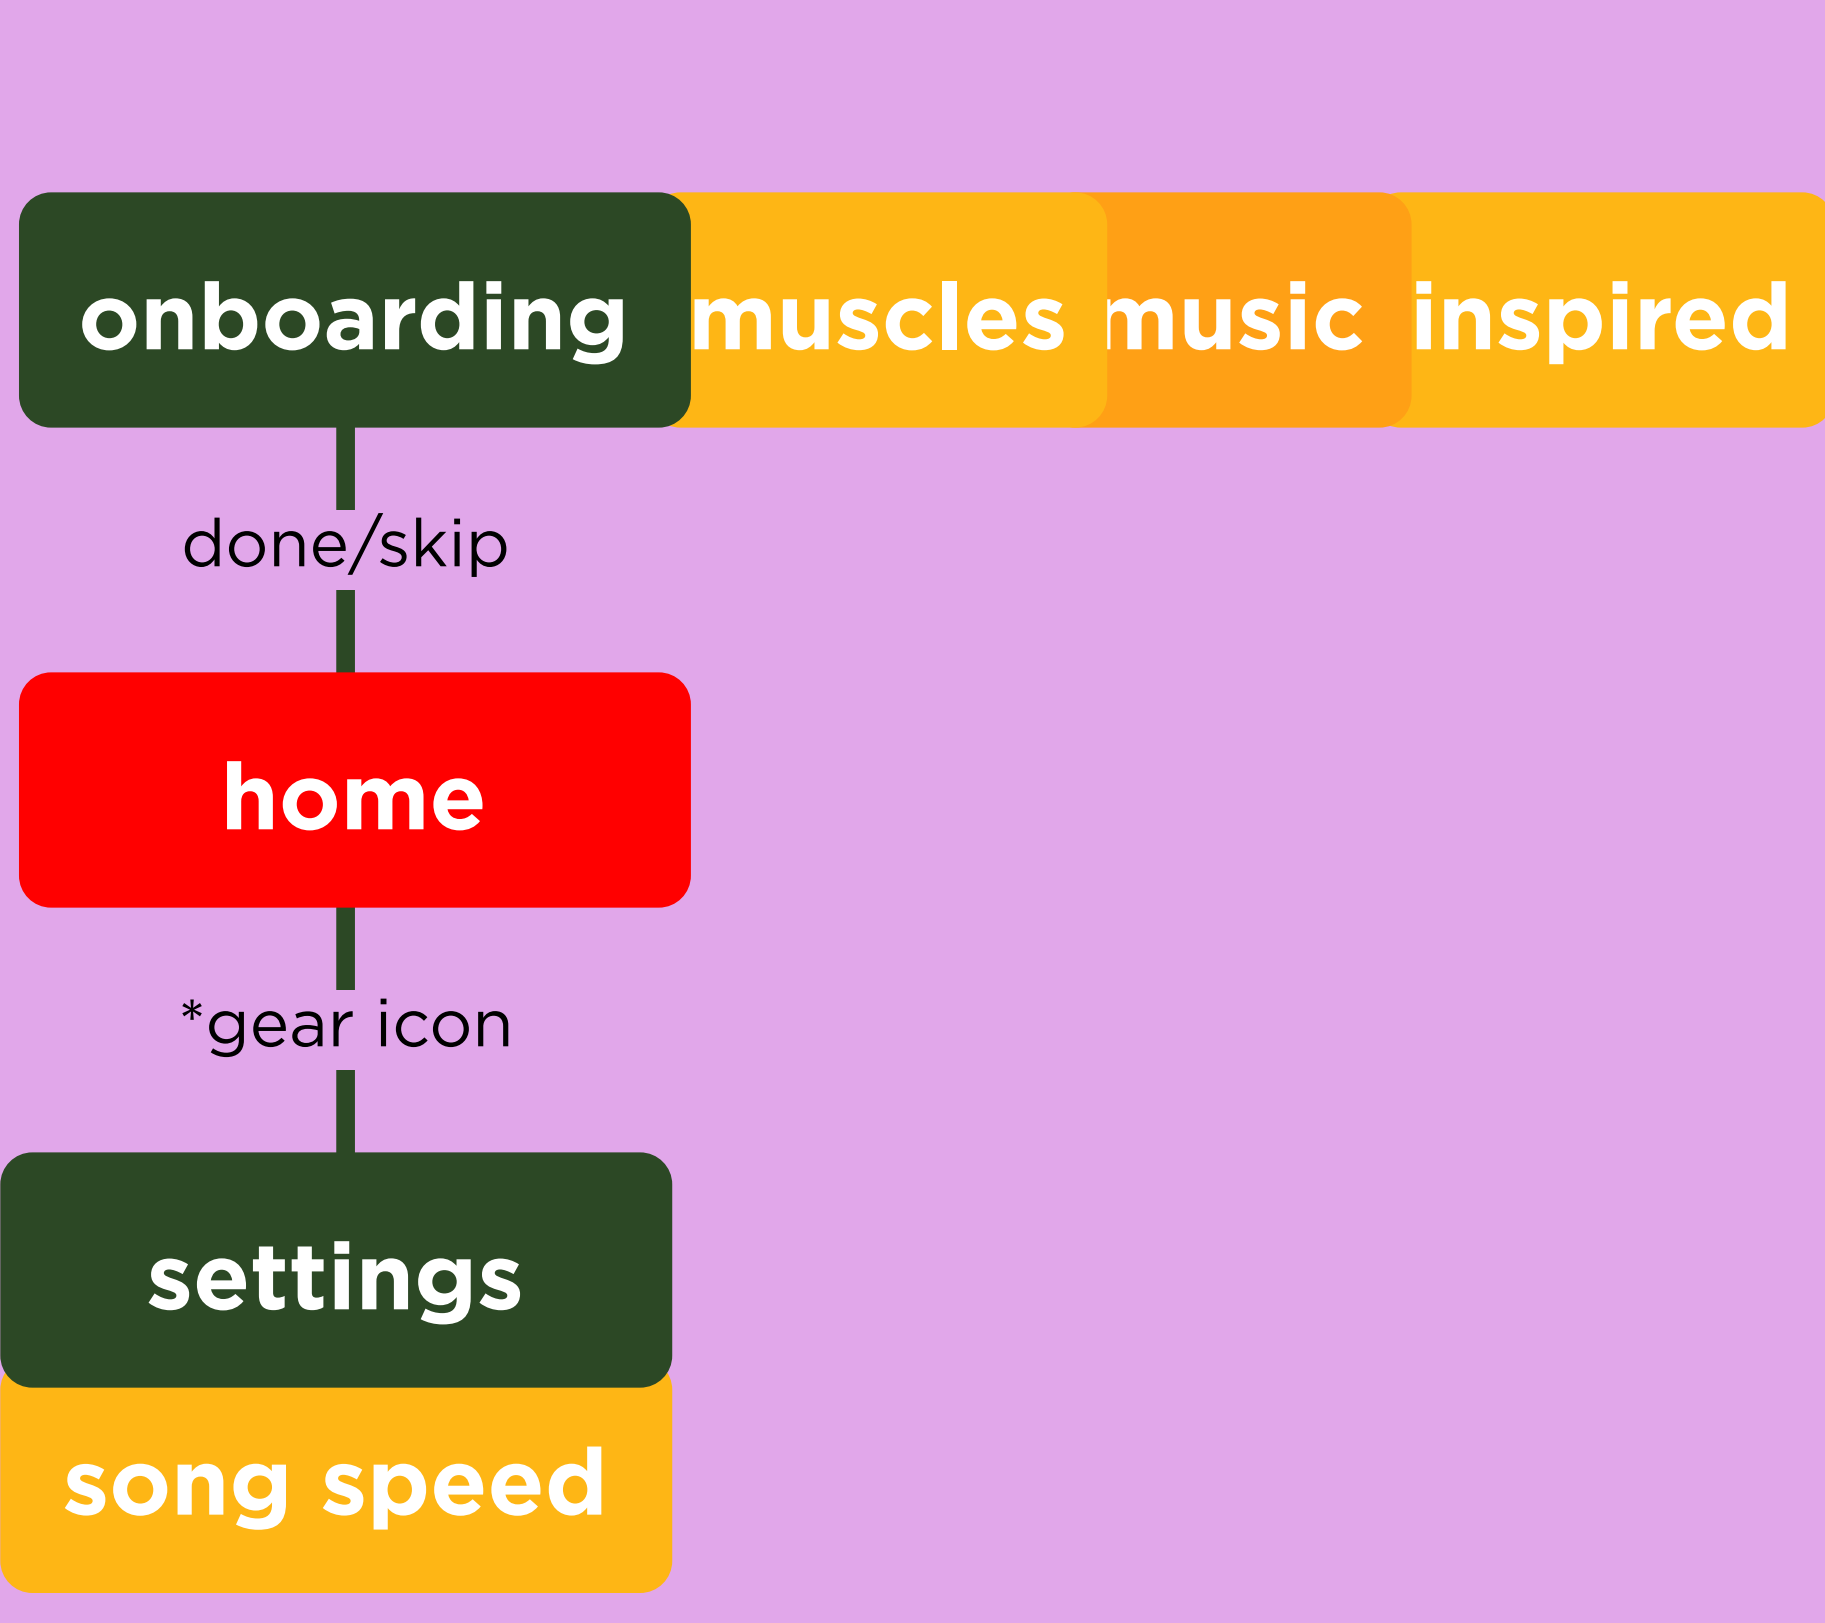 onboarding muscles music inspired
done/skip
home
*gear icon
settings
song speed